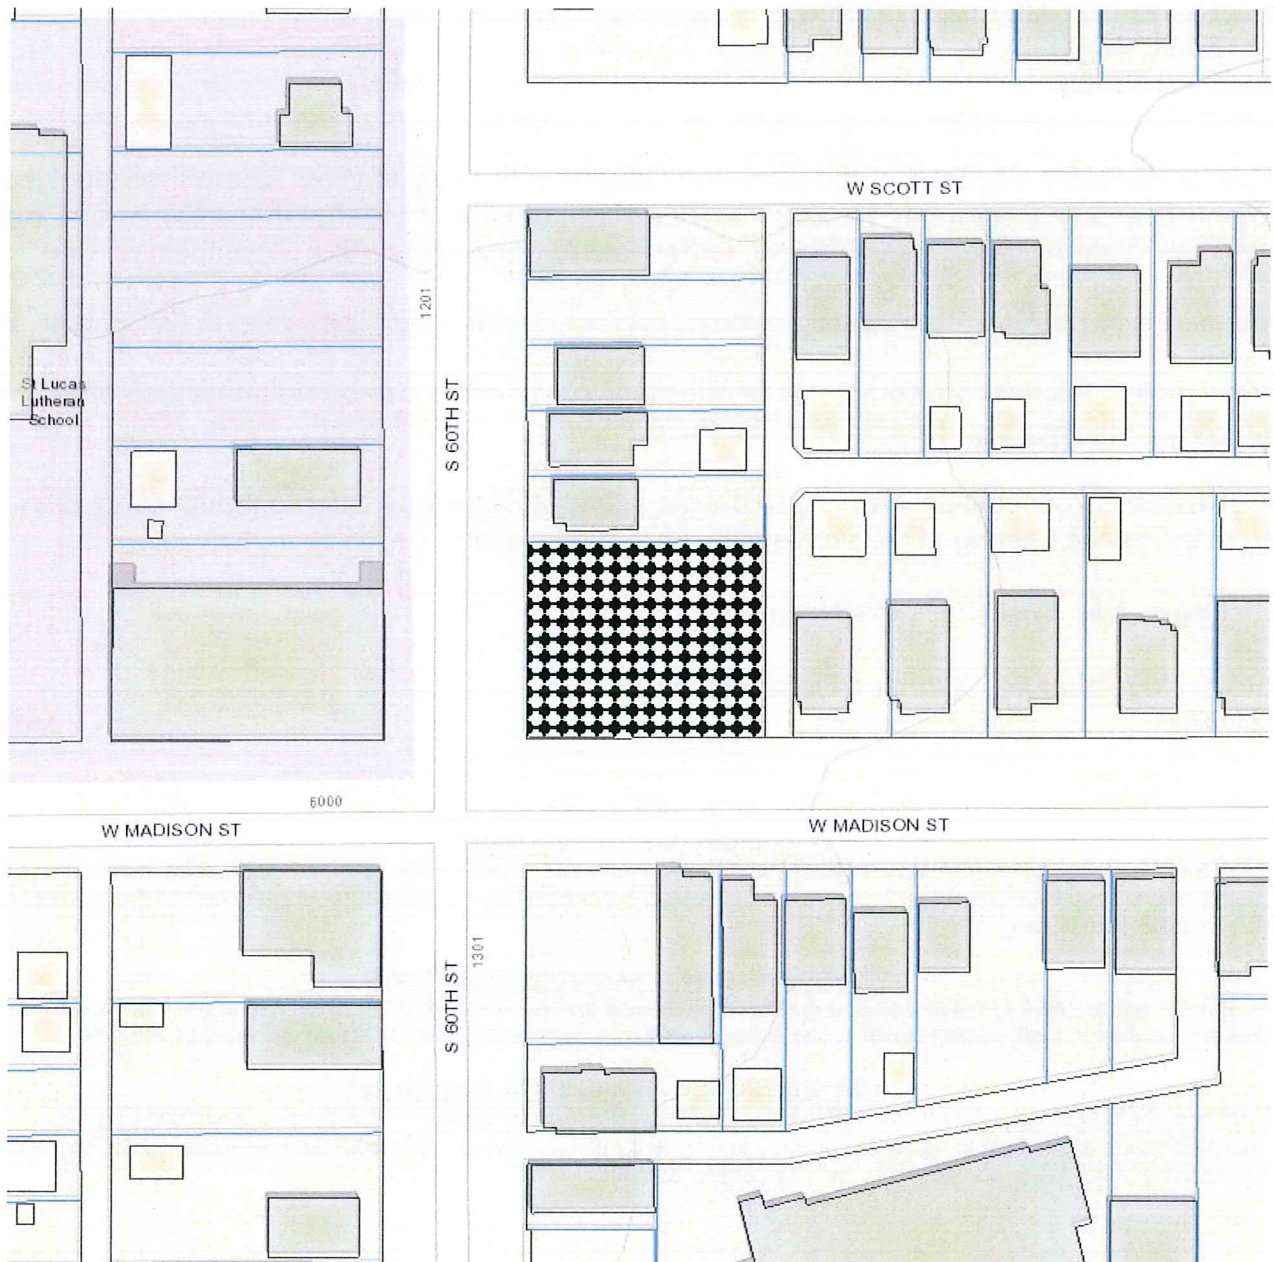 W SCOTT ST
1201
St Lucas
Lutheran
School
S 60TH ST
6000
W MADISON ST
W MADISON ST
1301
S 60TH ST